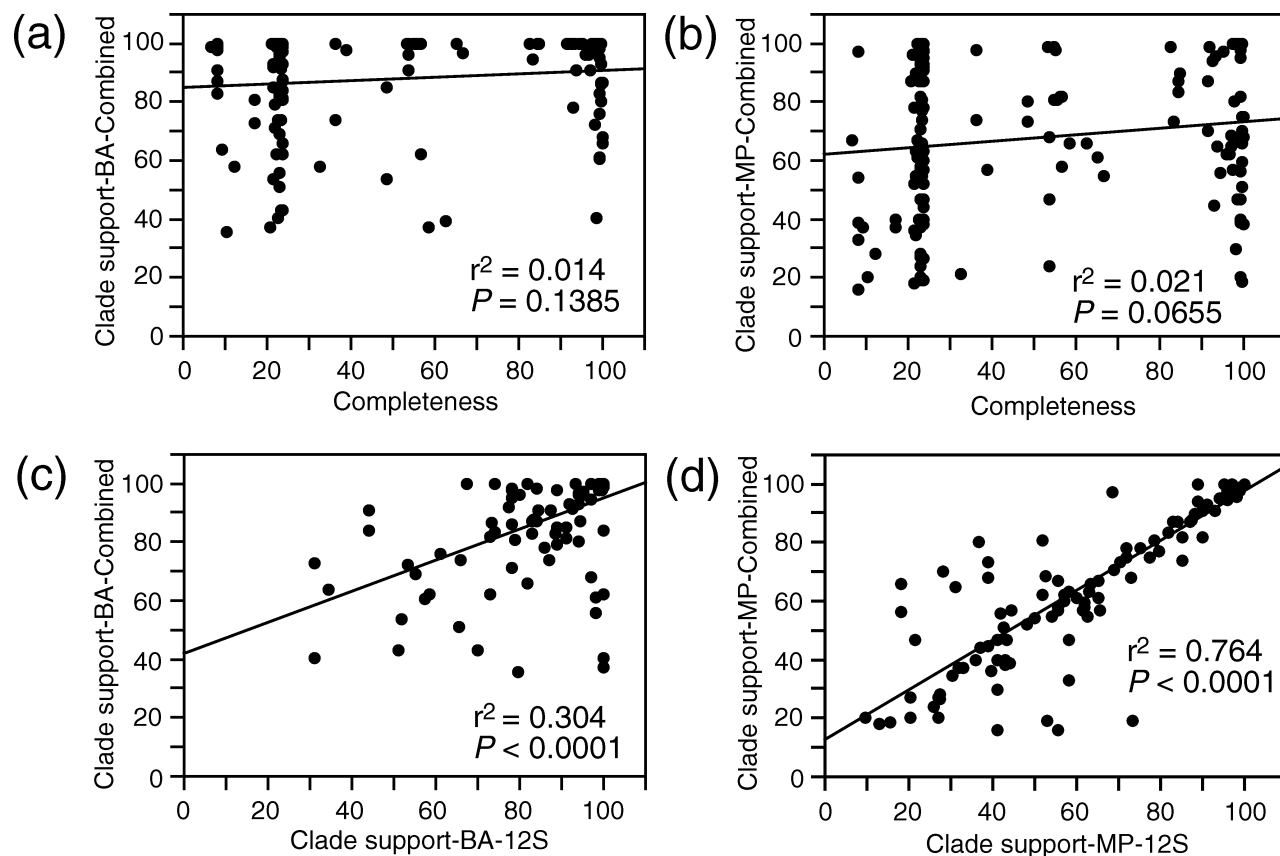 (a)
Clade support-BA-Combined
100
80
60
40
20
0
r² = 0.014
P = 0.1385
0 20 40 60 80 100
Completeness
(b)
Clade support-MP-Combined
100
80
60
40
20
0
r² = 0.021
P = 0.0655
0 20 40 60 80 100
Completeness
(c)
Clade support-BA-Combined
100
80
60
40
20
0
r² = 0.304
P < 0.0001
0 20 40 60 80 100
Clade support-BA-12S
(d)
Clade support-MP-Combined
100
80
60
40
20
0
r² = 0.764
P < 0.0001
0 20 40 60 80 100
Clade support-MP-12S